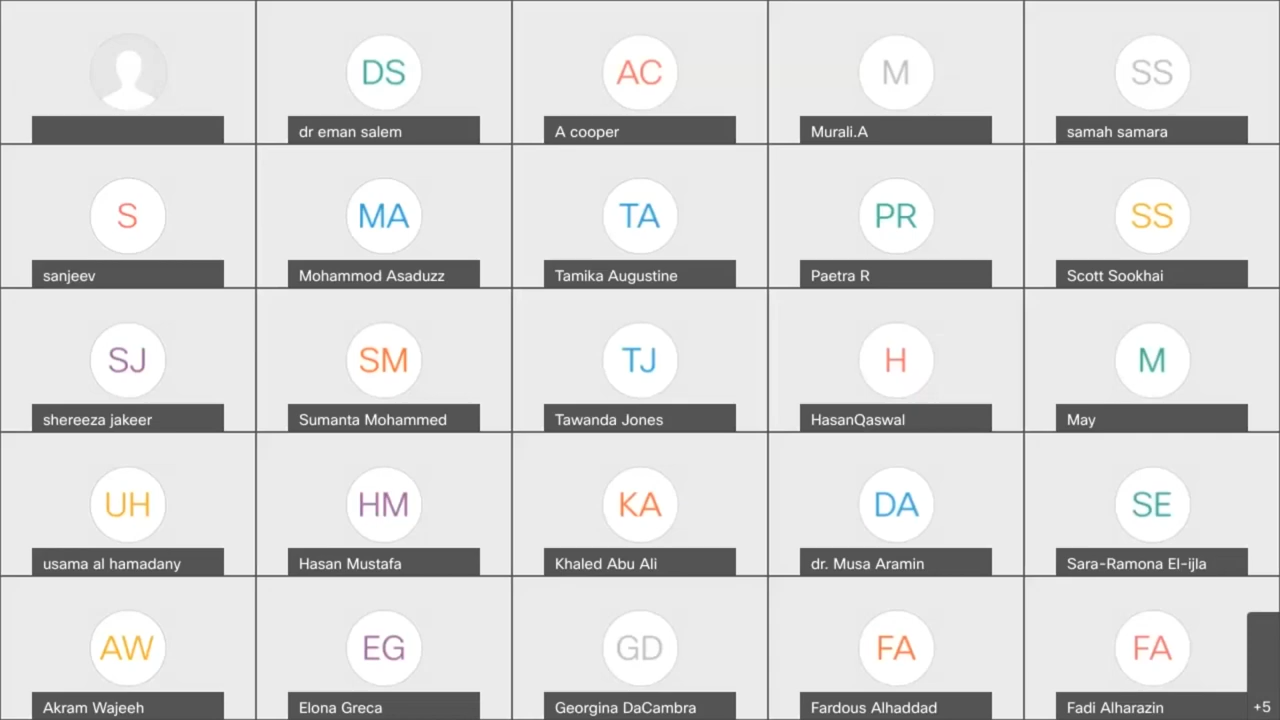 DS
dr eman salem
AC
A cooper
M
Murali.A
SS
samah samara
S
sanjeev
MA
Mohammod Asaduzz
TA
Tamika Augustine
PR
Paetra R
SS
Scott Sookhai
SJ
shereeza jakeer
SM
Sumanta Mohammed
TJ
Tawanda Jones
H
HasanQaswal
M
May
UH
usama al hamadany
HM
Hasan Mustafa
KA
Khaled Abu Ali
DA
dr. Musa Aramin
SE
Sara-Ramona El-ijla
AW
Akram Wajeeh
EG
Elona Greca
GD
Georgina DaCambra
FA
Fardous Alhaddad
FA
Fadi Alharazin
+5